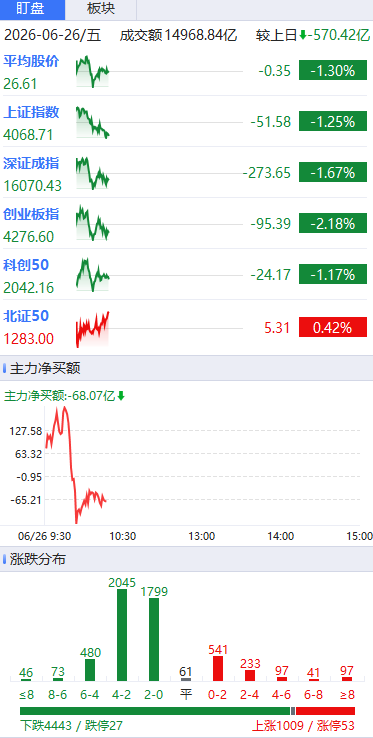 盯盘 板块
2026-06-26/五 成交额 14968.84亿 较上日 -570.42亿
平均股价
26.61 -0.35 -1.30%
上证指数
4068.71 -51.58 -1.25%
深证成指
16070.43 -273.65 -1.67%
创业板指
4276.60 -95.39 -2.18%
科创50
2042.16 -24.17 -1.17%
北证50
1283.00 5.31 0.42%
主力净买额
主力净买额:-68.07亿
127.58
63.32
-0.95
-65.21
06/26 9:30 10:30 13:00 14:00 15:00
涨跌分布
46 73 480 2045 1799 61 541 233 97 41 97
≤8 8-6 6-4 4-2 2-0 平 0-2 2-4 4-6 6-8 ≥8
下跌4443 / 跌停27 上涨1009 / 涨停53